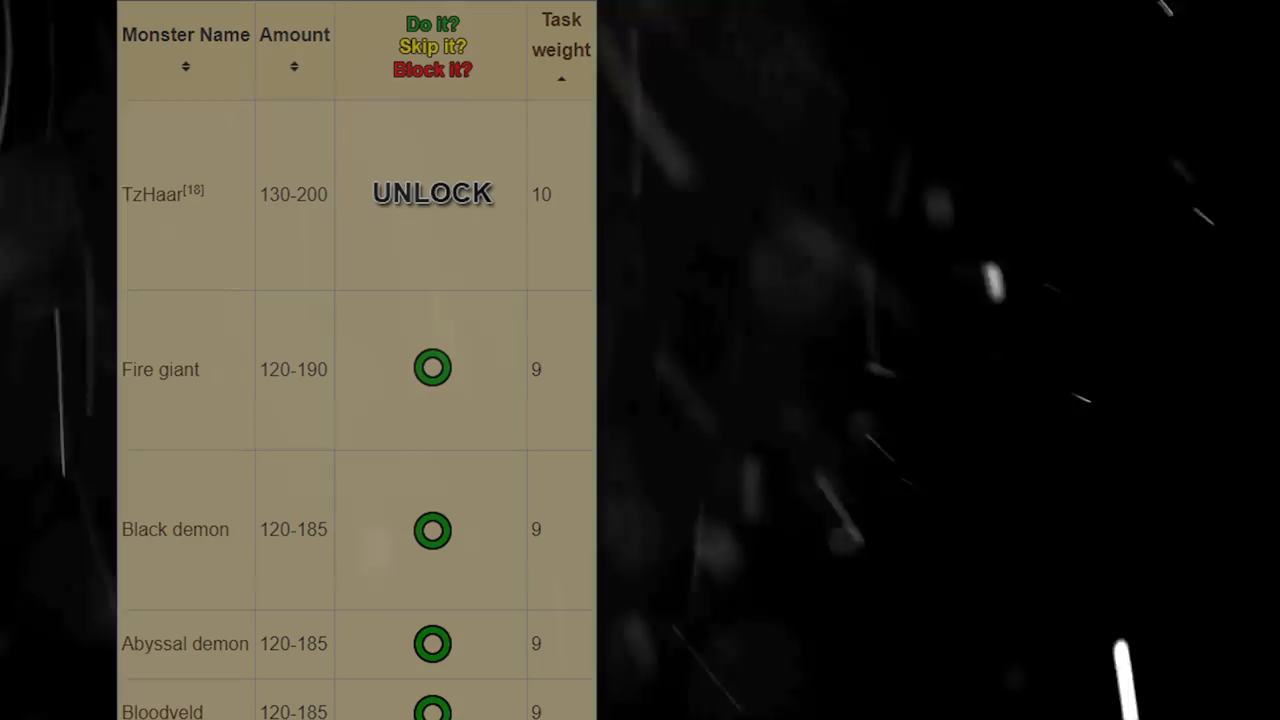 Monster Name Amount Do it? Task
Skip it? weight
Block it?
TzHaar[18] 130-200 UNLOCK 10
Fire giant 120-190 9
Black demon 120-185 9
Abyssal demon 120-185 9
Bloodveld 120-185 9